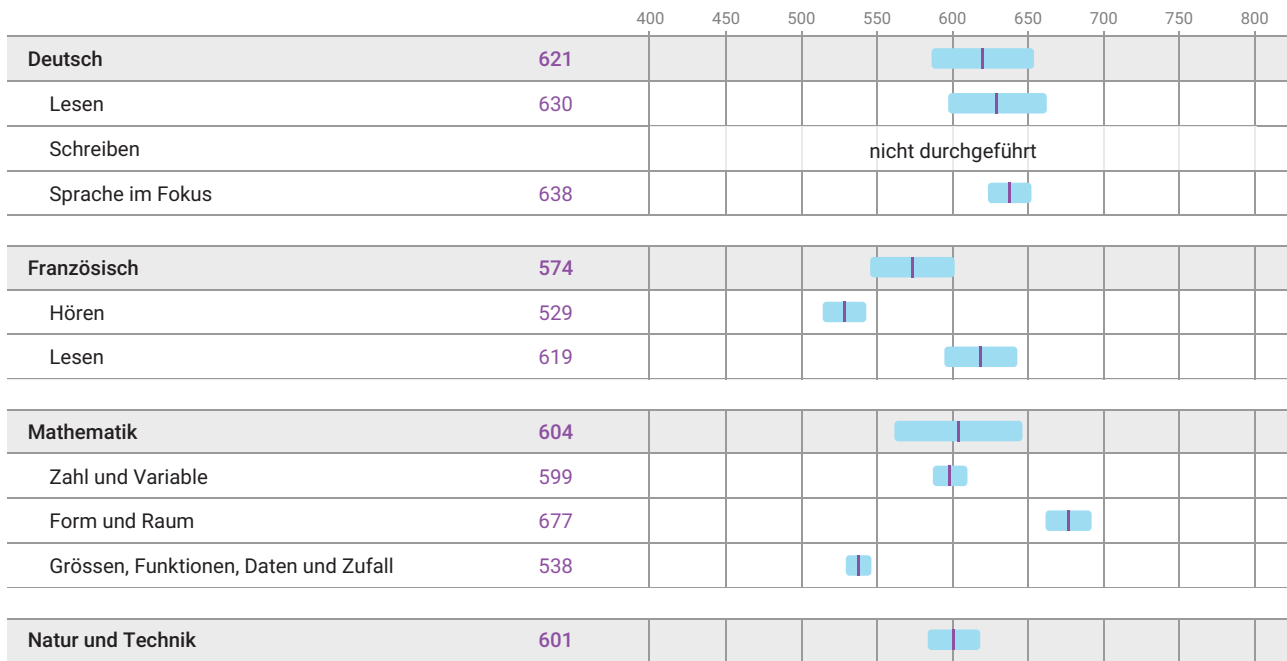 400 450 500 550 600 650 700 750 800
Deutsch 621
Lesen 630
Schreiben nicht durchgeführt
Sprache im Fokus 638
Französisch 574
Hören 529
Lesen 619
Mathematik 604
Zahl und Variable 599
Form und Raum 677
Grössen, Funktionen, Daten und Zufall 538
Natur und Technik 601